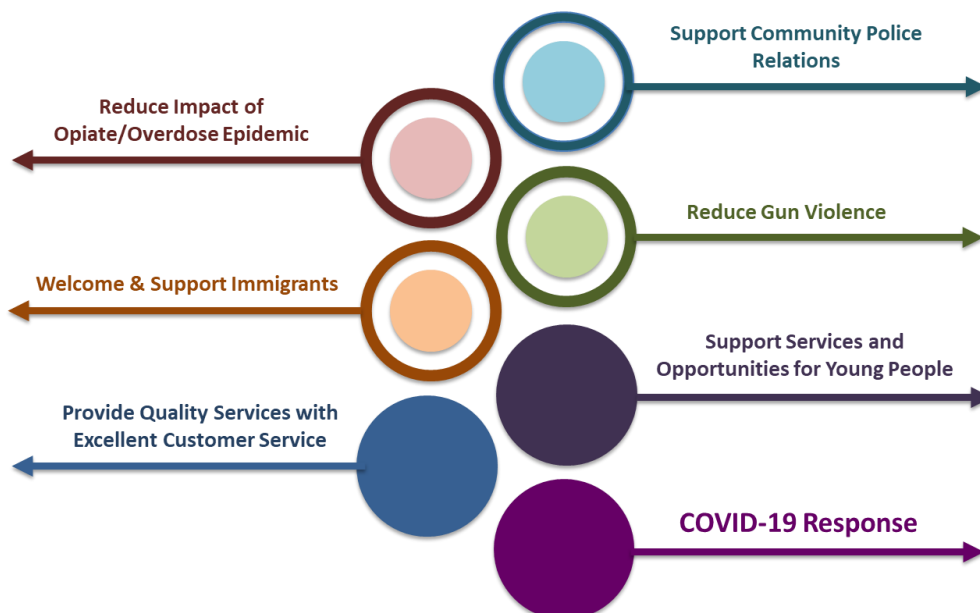 Support Community Police
Relations
Reduce Impact of
Opiate/Overdose Epidemic
Reduce Gun Violence
Welcome & Support Immigrants
Support Services and
Opportunities for Young People
Provide Quality Services with
Excellent Customer Service
COVID-19 Response